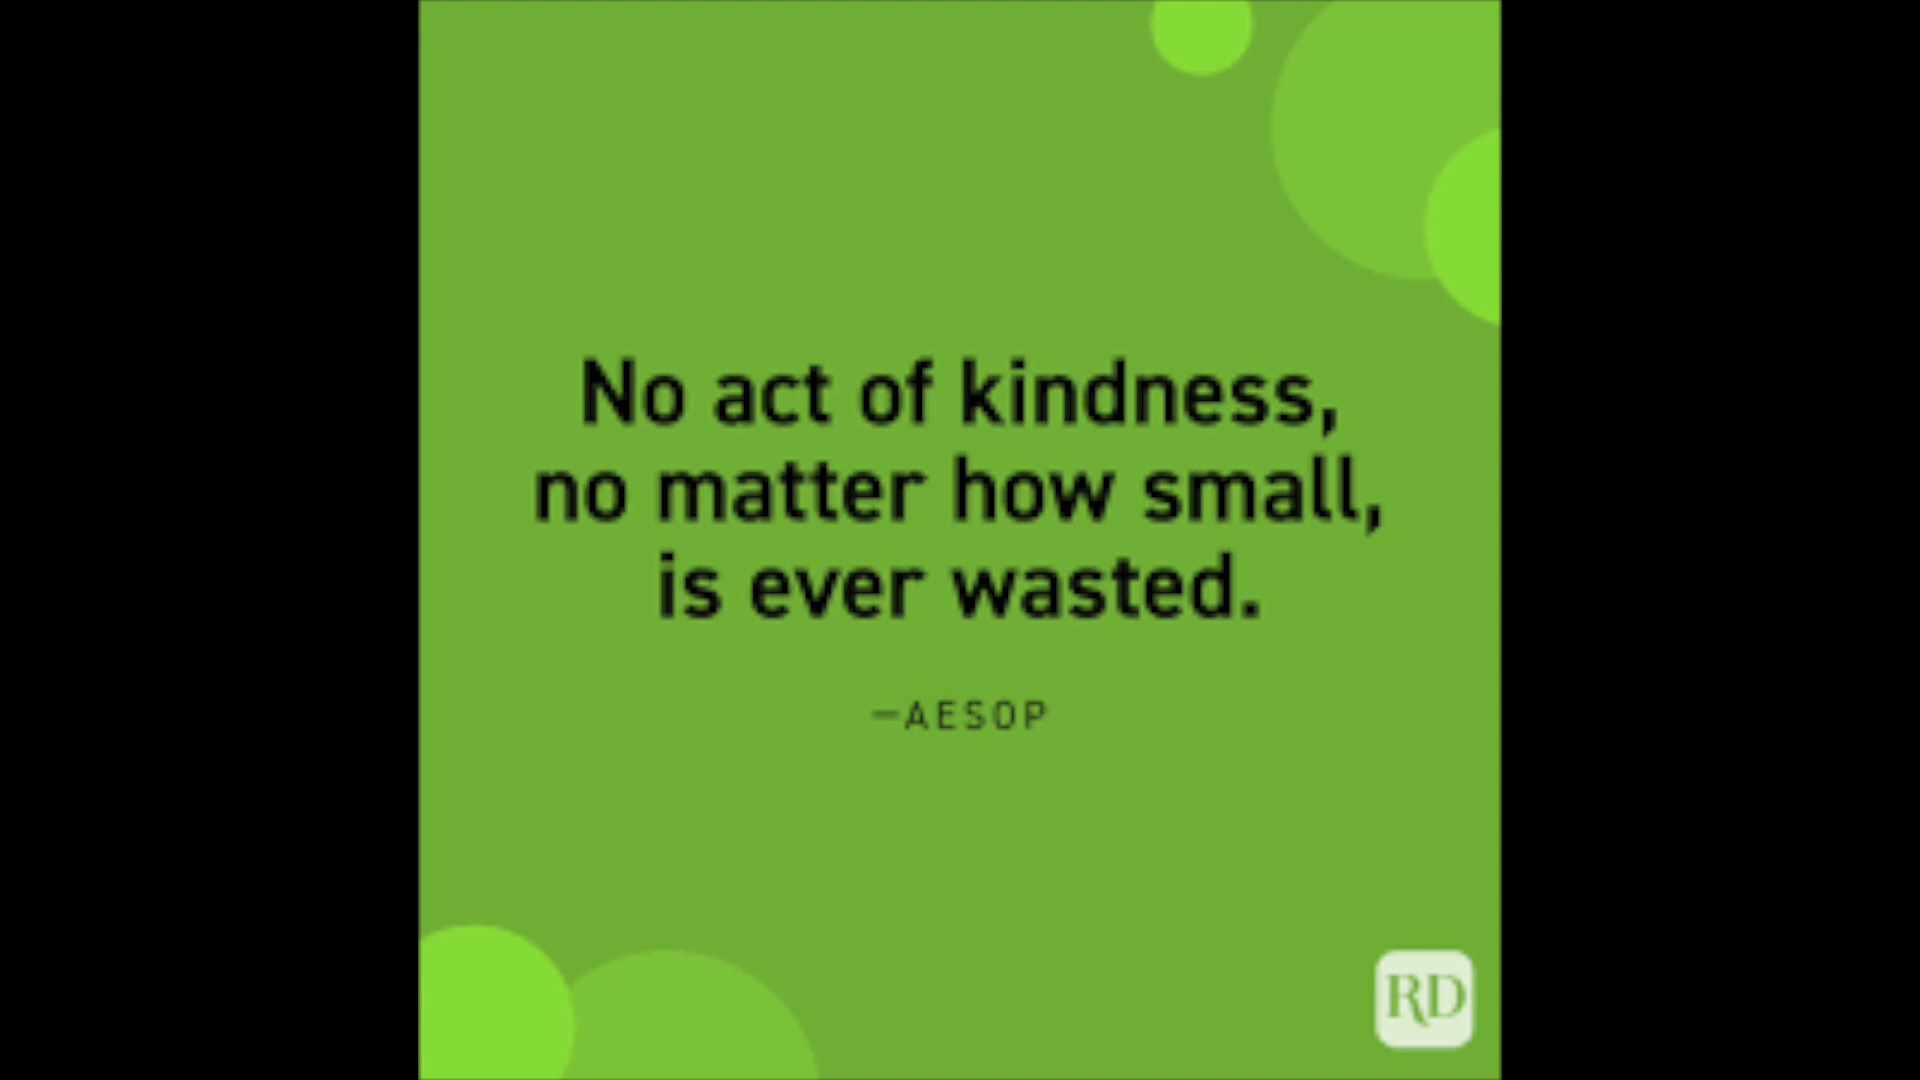 No act of kindness,
no matter how small,
is ever wasted.
—AESOP
RD